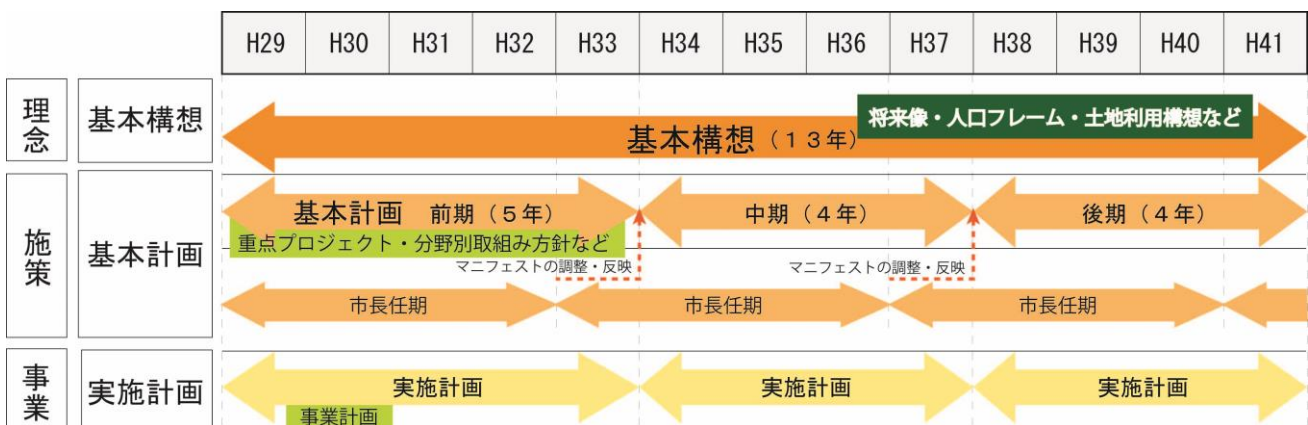 H29 H30 H31 H32 H33 H34 H35 H36 H37 H38 H39 H40 H41
理念
基本構想
将来像・人口フレーム・土地利用構想など
基本構想(13年)
施策
基本計画
基本計画 前期(5年)
中期(4年)
後期(4年)
重点プロジェクト・分野別取組み方針など
マニフェストの調整・反映
マニフェストの調整・反映
市長任期
市長任期
市長任期
事業
実施計画
実施計画
実施計画
実施計画
事業計画